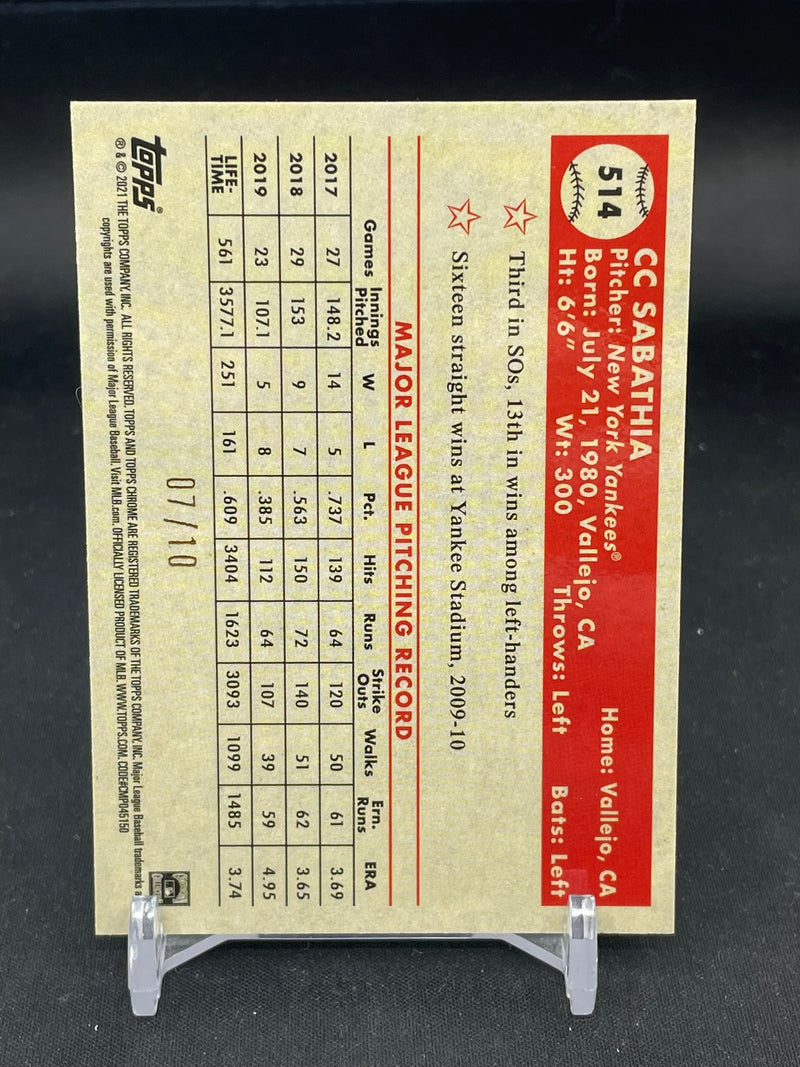 514
CC SABATHIA
Pitcher: New York Yankees® Home: Vallejo, CA
Born: July 21, 1980, Vallejo, CA
Ht: 6'6" Wt: 300 Throws: Left Bats: Left
Third in SOs, 13th in wins among left-handers
Sixteen straight wins at Yankee Stadium, 2009-10
MAJOR LEAGUE PITCHING RECORD
Games Innings Pitched W L Pct. Hits Runs Strike Outs Walks Ern. Runs ERA
2017 27 148.2 14 5 .737 139 64 120 50 61 3.69
2018 29 153 9 7 .563 150 72 140 51 62 3.65
2019 23 107.1 5 8 .385 112 64 107 39 59 4.95
LIFE-TIME 561 3577.1 251 161 .609 3404 1623 3093 1099 1485 3.74
07/10
topps®
® & © 2021 THE TOPPS COMPANY, INC. ALL RIGHTS RESERVED. TOPPS AND TOPPS CHROME ARE REGISTERED TRADEMARKS OF THE TOPPS COMPANY, INC. Major League Baseball trademarks a
copyrights are used with permission of Major League Baseball. Visit MLB.com. OFFICIALLY LICENSED PRODUCT OF MLB. WWW.TOPPS.COM. CODE#CMP045150